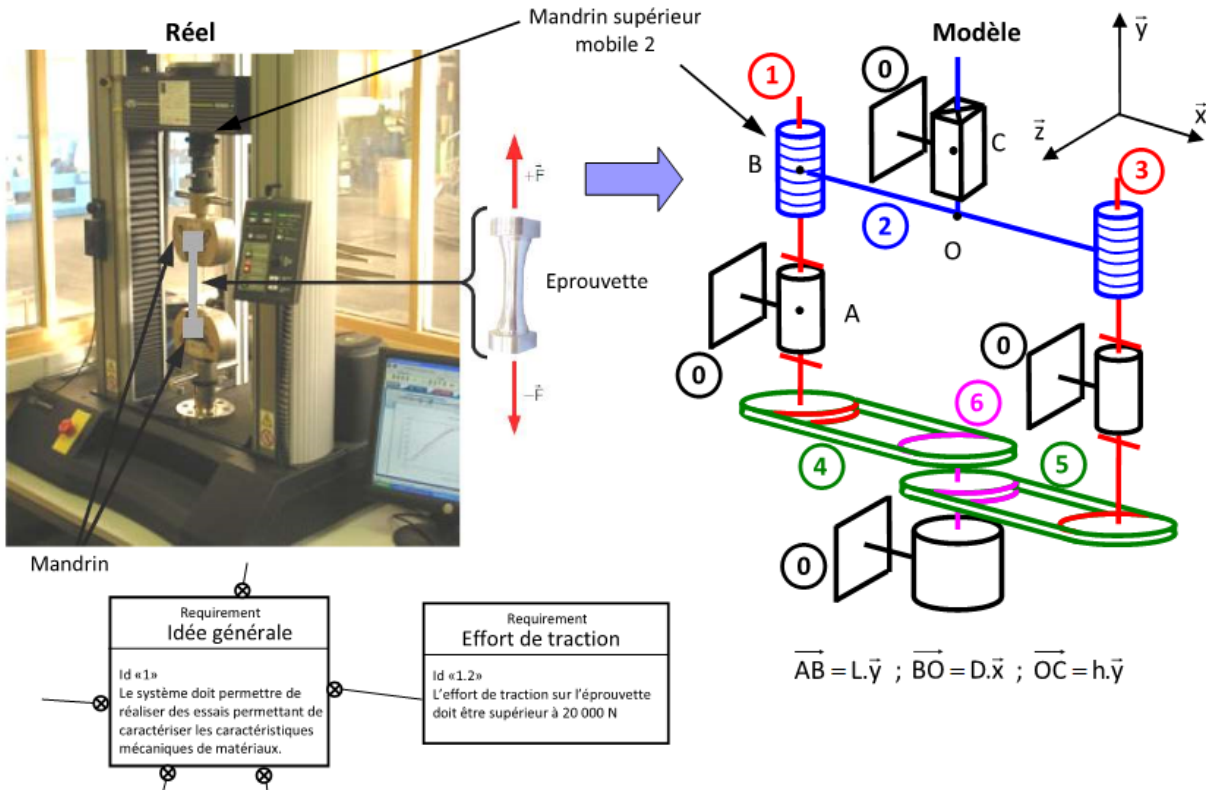 Réel
Mandrin supérieur
mobile 2
Modèle
+F⃗
Eprouvette
-F⃗
Mandrin
1
0
B
C
y⃗
x⃗
z⃗
3
2
O
A
0
0
6
4
5
0
AB⃗ = L.y⃗ ; BO⃗ = D.x⃗ ; OC⃗ = h.y⃗
Requirement
Idée générale
Id «1»
Le système doit permettre de
réaliser des essais permettant de
caractériser les caractéristiques
mécaniques de matériaux.
Requirement
Effort de traction
Id «1.2»
L'effort de traction sur l'éprouvette
doit être supérieur à 20 000 N